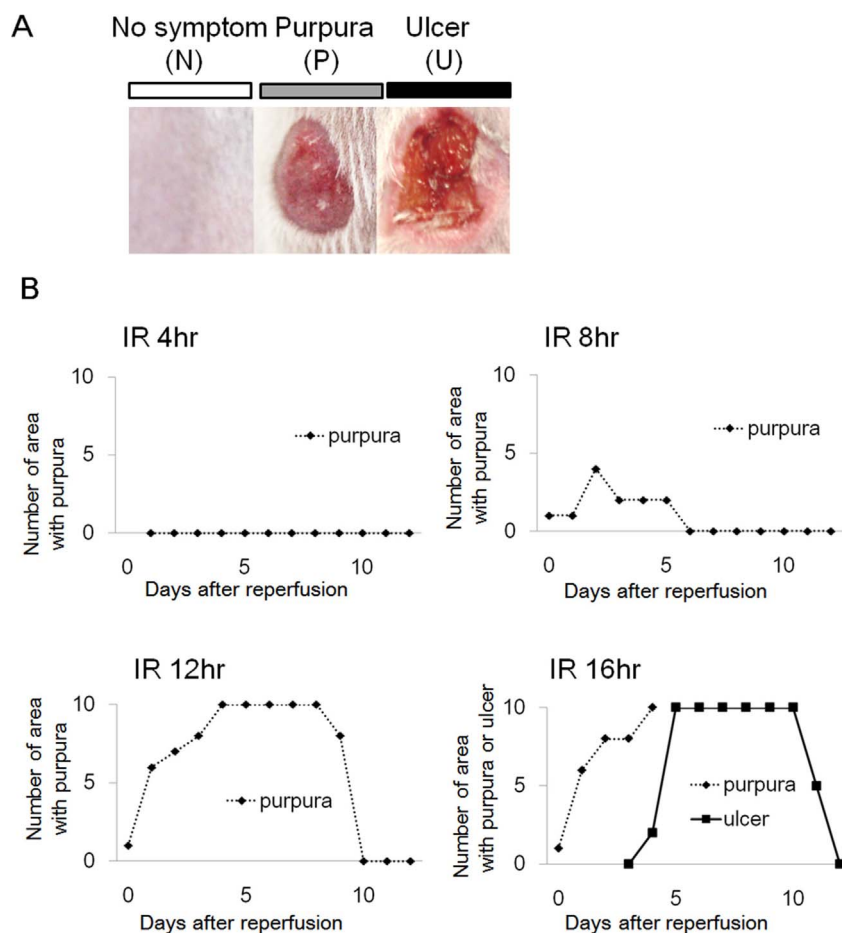 A
No symptom Purpura Ulcer
(N) (P) (U)
B
IR 4hr
10
5
0
Number of area
with purpura
purpura
0 5 10
Days after reperfusion
IR 8hr
10
5
0
Number of area
with purpura
purpura
0 5 10
Days after reperfusion
IR 12hr
10
5
0
Number of area
with purpura
purpura
0 5 10
Days after reperfusion
IR 16hr
10
5
0
Number of area
with purpura or ulcer
purpura
ulcer
0 5 10
Days after reperfusion